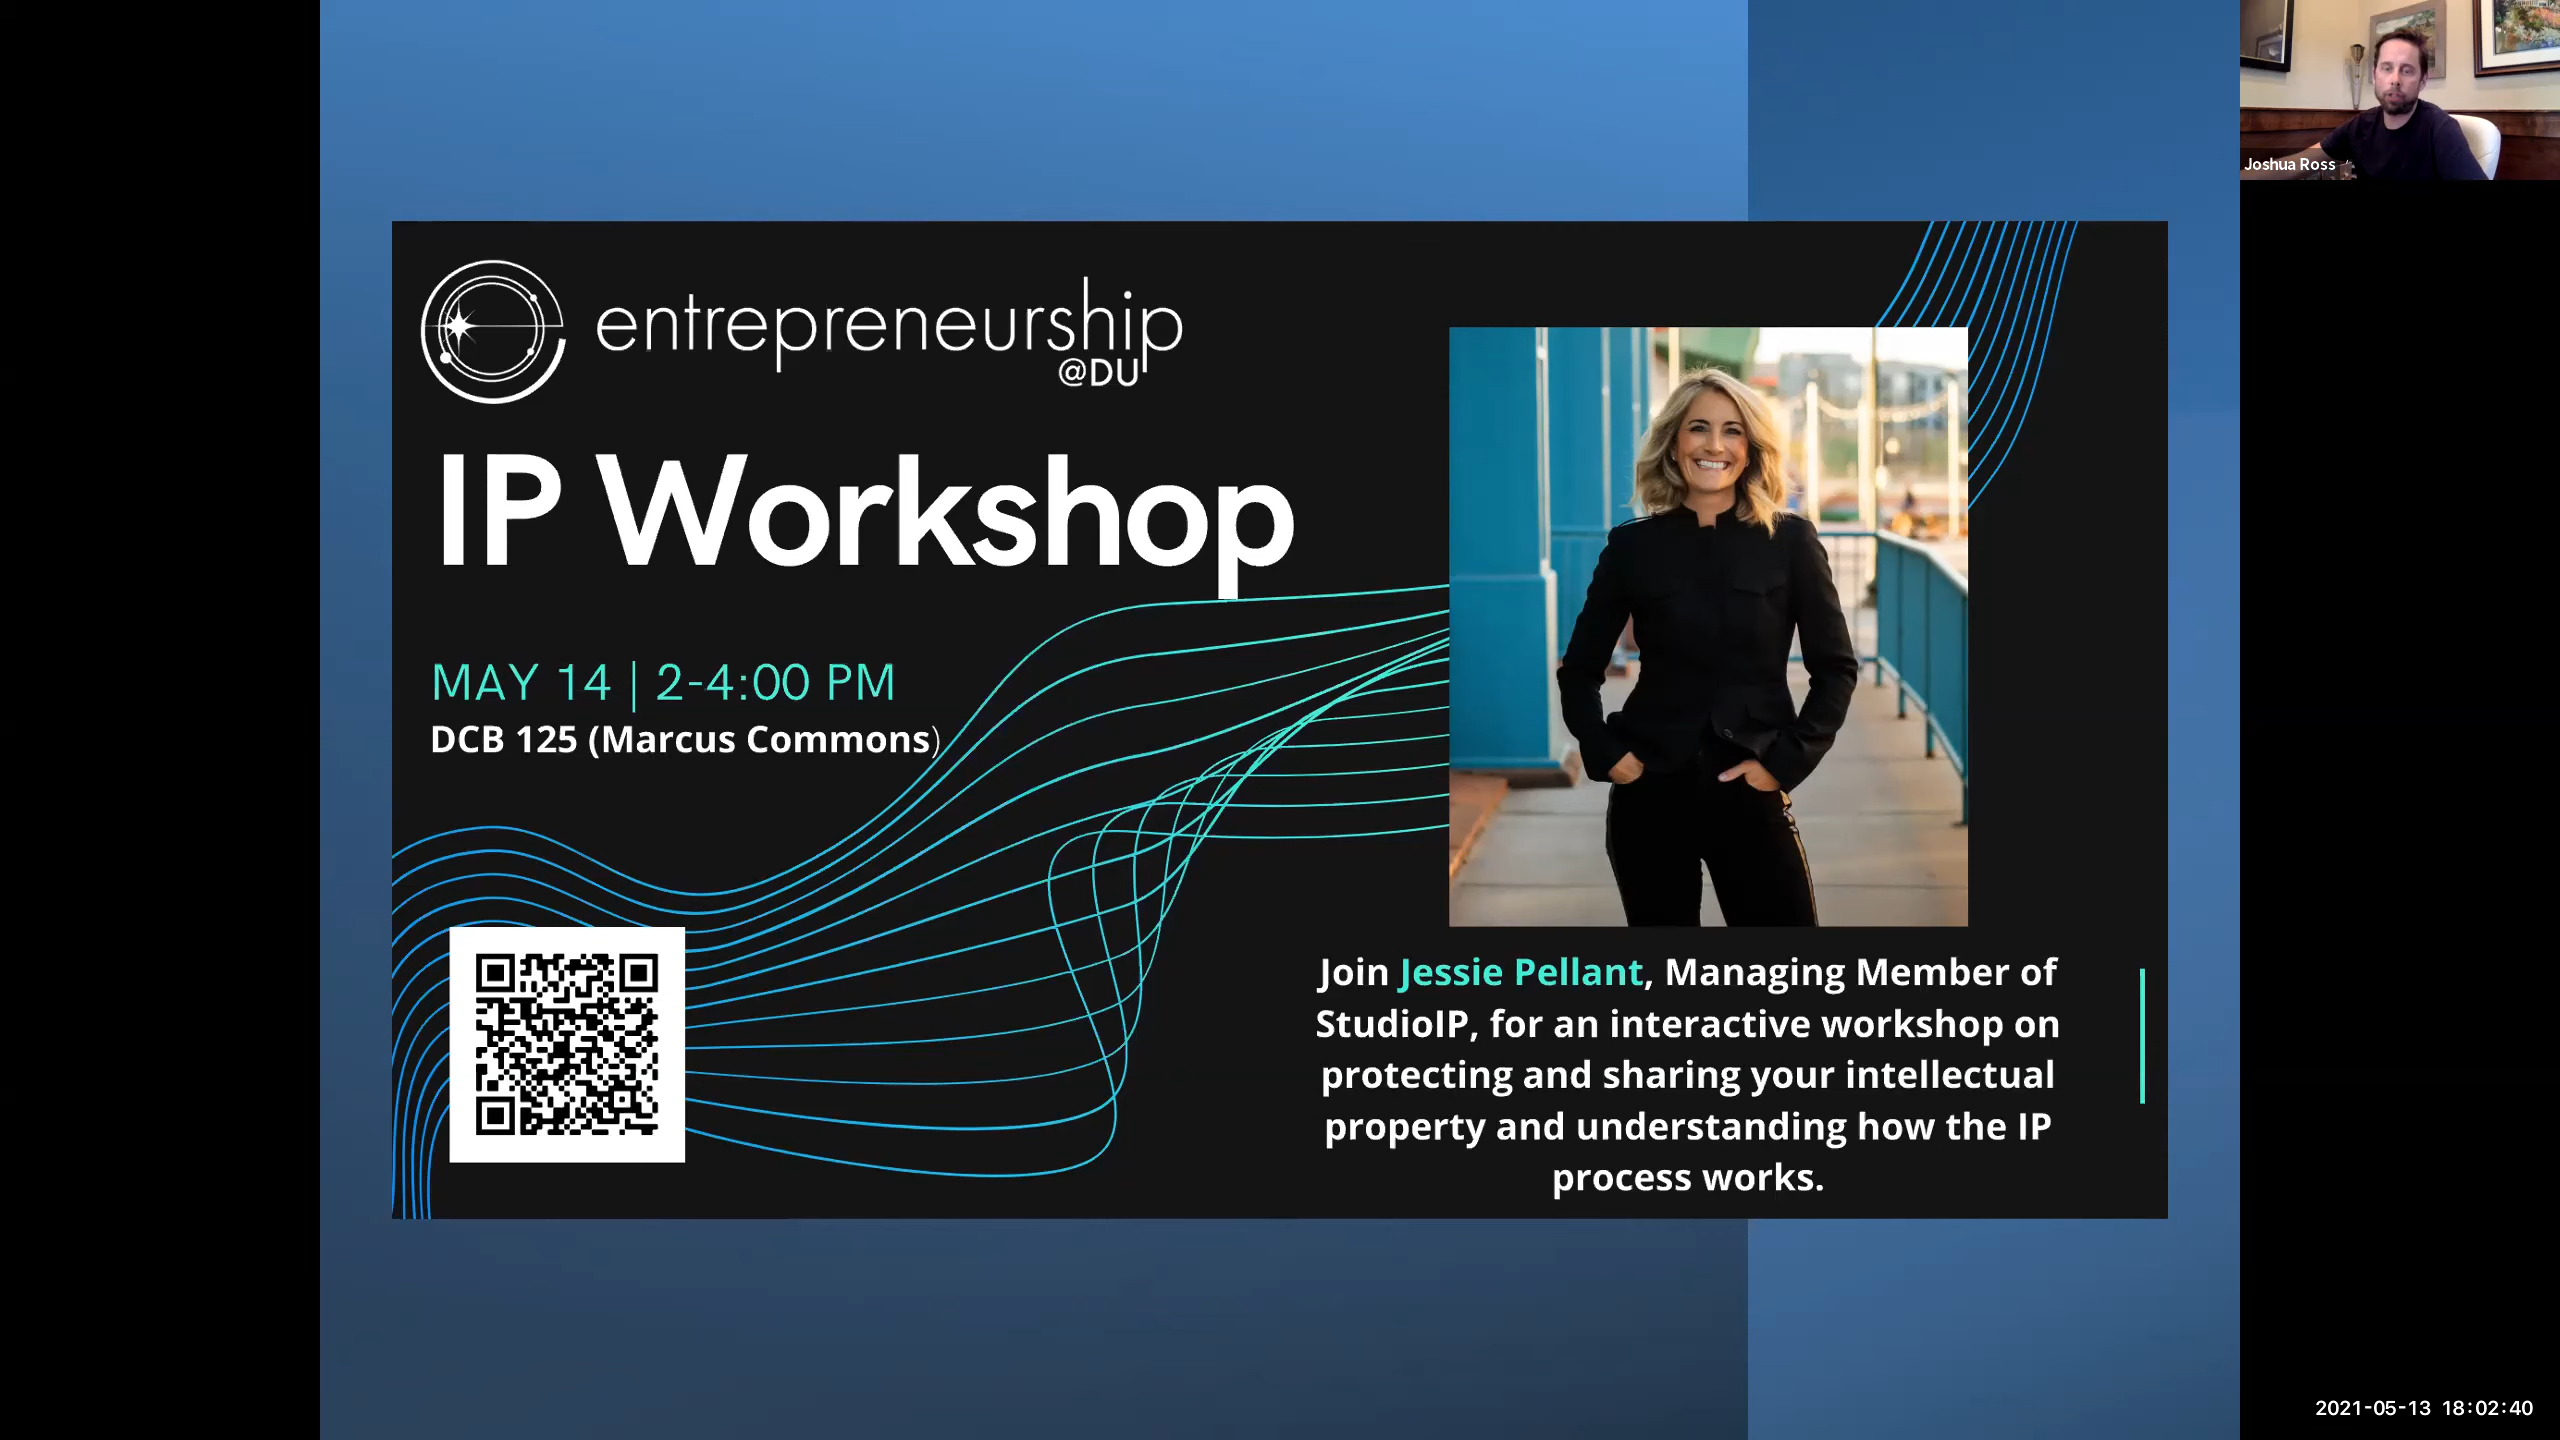 entrepreneurship
@DU
IP Workshop
MAY 14 | 2-4:00 PM
DCB 125 (Marcus Commons)
Join Jessie Pellant, Managing Member of
StudioIP, for an interactive workshop on
protecting and sharing your intellectual
property and understanding how the IP
process works.
Joshua Ross
2021-05-13 18:02:40